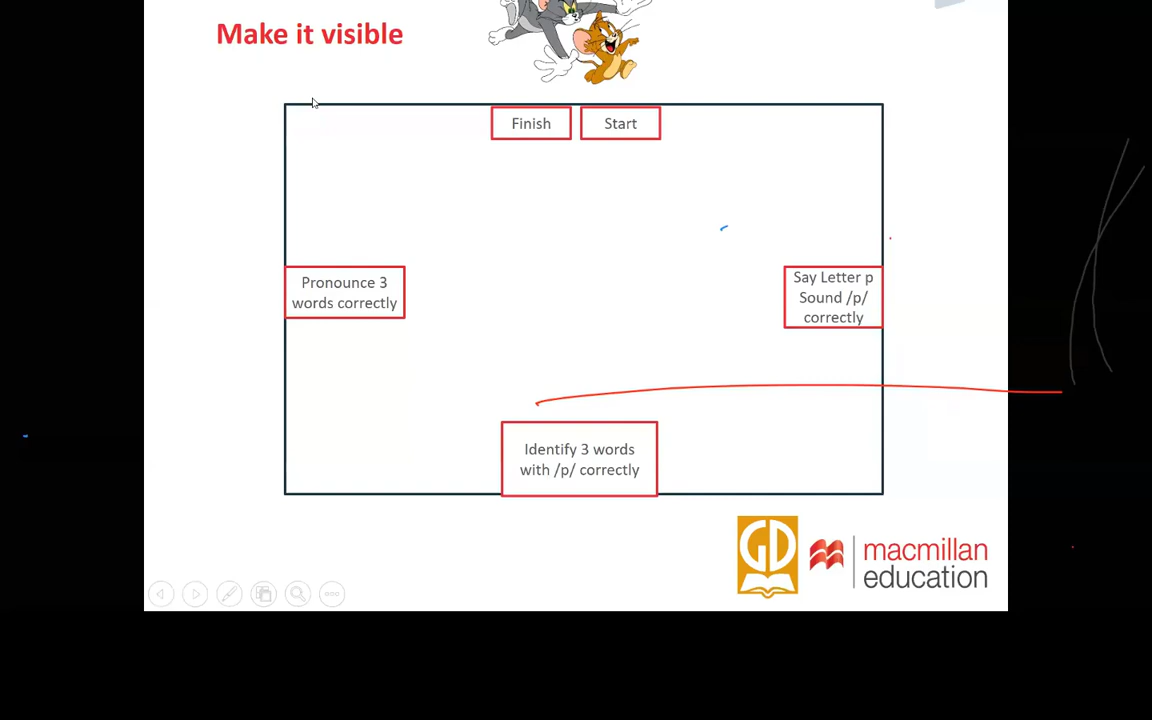 Make it visible
Finish
Start
Pronounce 3
words correctly
Say Letter p
Sound /p/
correctly
Identify 3 words
with /p/ correctly
GD
macmillan
education